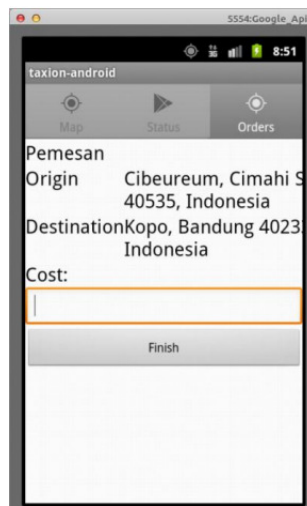 5554:Google_Api
8:51
taxion-android
Map Status Orders
Pemesan
Origin Cibeureum, Cimahi S
40535, Indonesia
Destination Kopo, Bandung 4023
Indonesia
Cost:
Finish